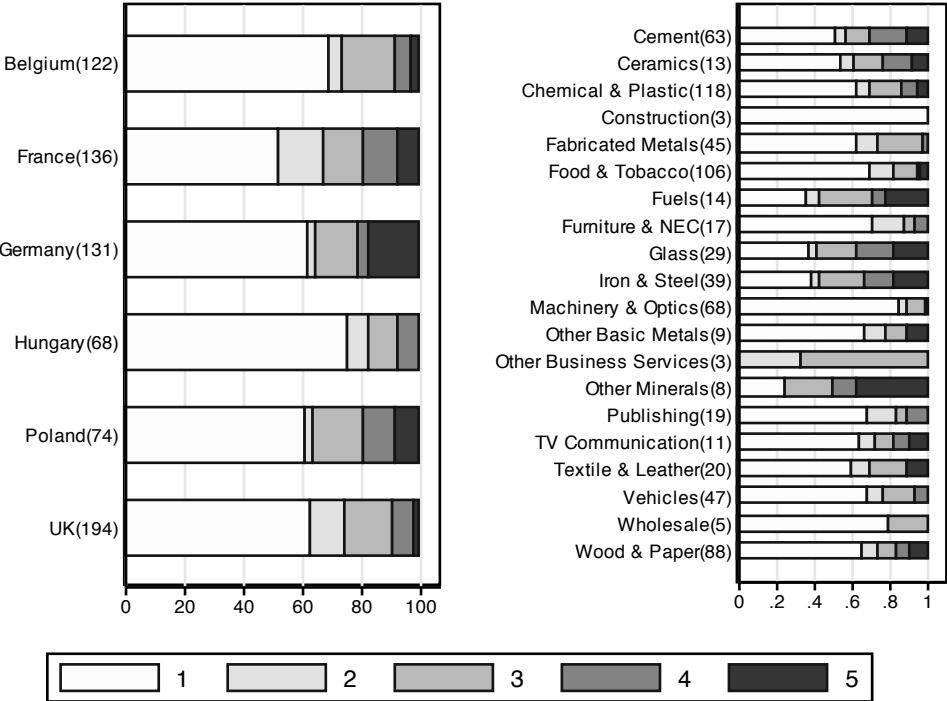 Belgium(122)
France(136)
Germany(131)
Hungary(68)
Poland(74)
UK(194)
0 20 40 60 80 100
Cement(63)
Ceramics(13)
Chemical & Plastic(118)
Construction(3)
Fabricated Metals(45)
Food & Tobacco(106)
Fuels(14)
Furniture & NEC(17)
Glass(29)
Iron & Steel(39)
Machinery & Optics(68)
Other Basic Metals(9)
Other Business Services(3)
Other Minerals(8)
Publishing(19)
TV Communication(11)
Textile & Leather(20)
Vehicles(47)
Wholesale(5)
Wood & Paper(88)
0 .2 .4 .6 .8 1
1 2 3 4 5